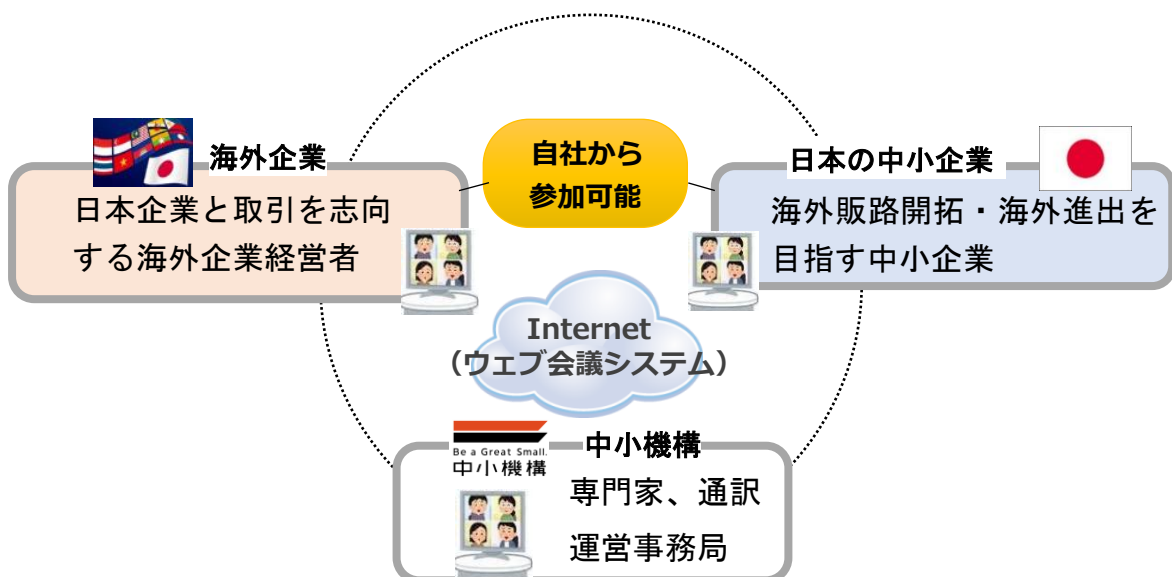 海外企業
日本企業と取引を志向
する海外企業経営者
自社から
参加可能
日本の中小企業
海外販路開拓・海外進出を
目指す中小企業
Internet
（ウェブ会議システム）
Be a Great Small.
中小機構
中小機構
専門家、通訳
運営事務局